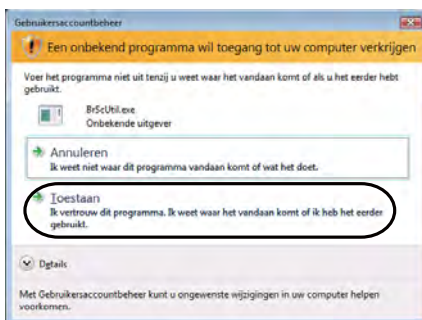 Gebruikersaccountbeheer
Een onbekend programma wil toegang tot uw computer verkrijgen
Voer het programma niet uit tenzij u weet waar het vandaan komt of als u het eerder hebt
gebruikt.
BrScUtil.exe
Onbekende uitgever
Annuleren
Ik weet niet waar dit programma vandaan komt of wat het doet.
Toestaan
Ik vertrouw dit programma. Ik weet waar het vandaan komt of ik heb het eerder
gebruikt.
Details
Met Gebruikersaccountbeheer kunt u ongewenste wijzigingen in uw computer helpen
voorkomen.